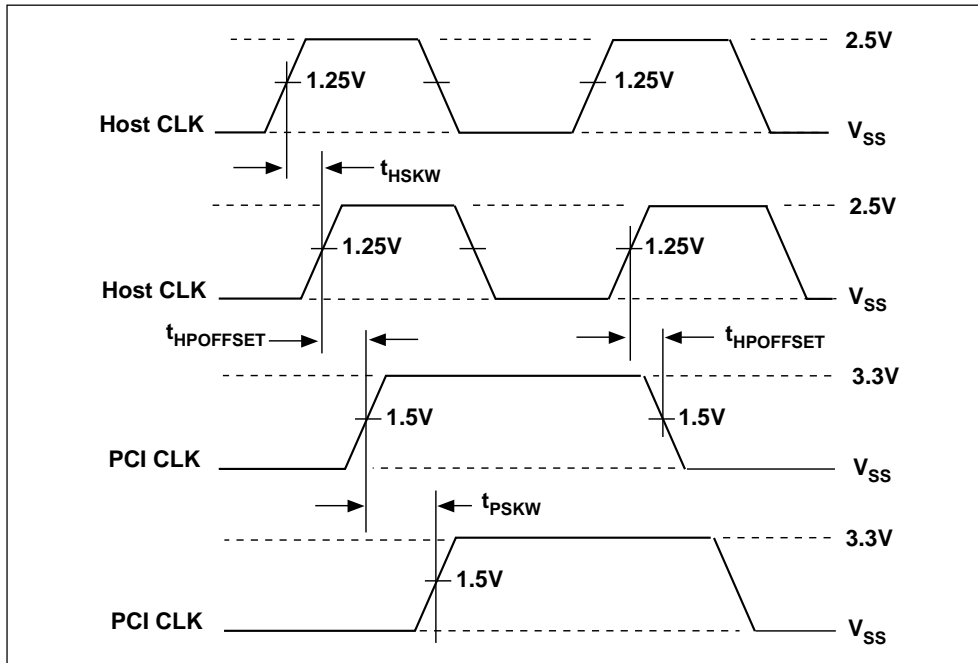 2.5V
1.25V
1.25V
Host CLK
VSS
tHSKW
2.5V
1.25V
1.25V
Host CLK
VSS
tHPOFFSET
tHPOFFSET
3.3V
1.5V
1.5V
PCI CLK
VSS
tPSKW
3.3V
1.5V
PCI CLK
VSS